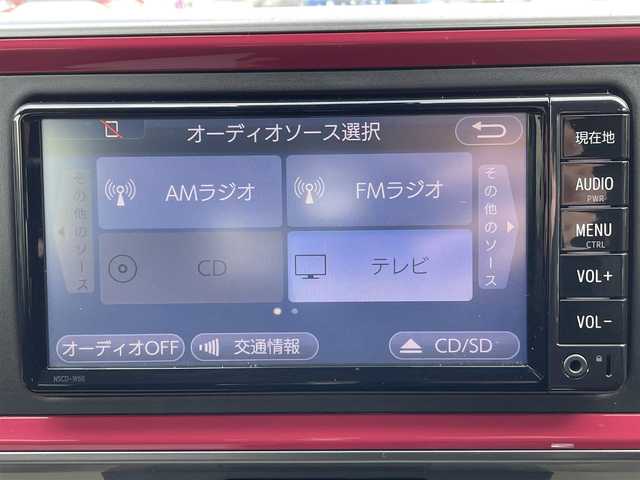 オーディオソース選択
その他のソース
AMラジオ
FMラジオ
その他のソース
CD
テレビ
オーディオOFF
交通情報
CD/SD
NSCD-W66
現在地
AUDIO
PWR
MENU
CTRL
VOL+
VOL-